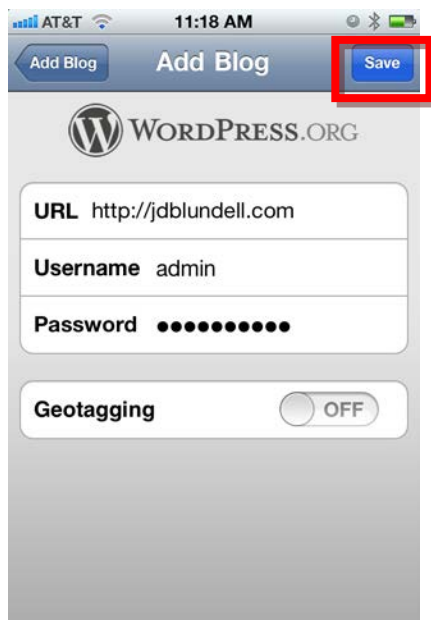 AT&T 11:18 AM
Add Blog Add Blog Save
W WORDPRESS.ORG
URL http://jdblundell.com
Username admin
Password ●●●●●●●●●●
Geotagging OFF